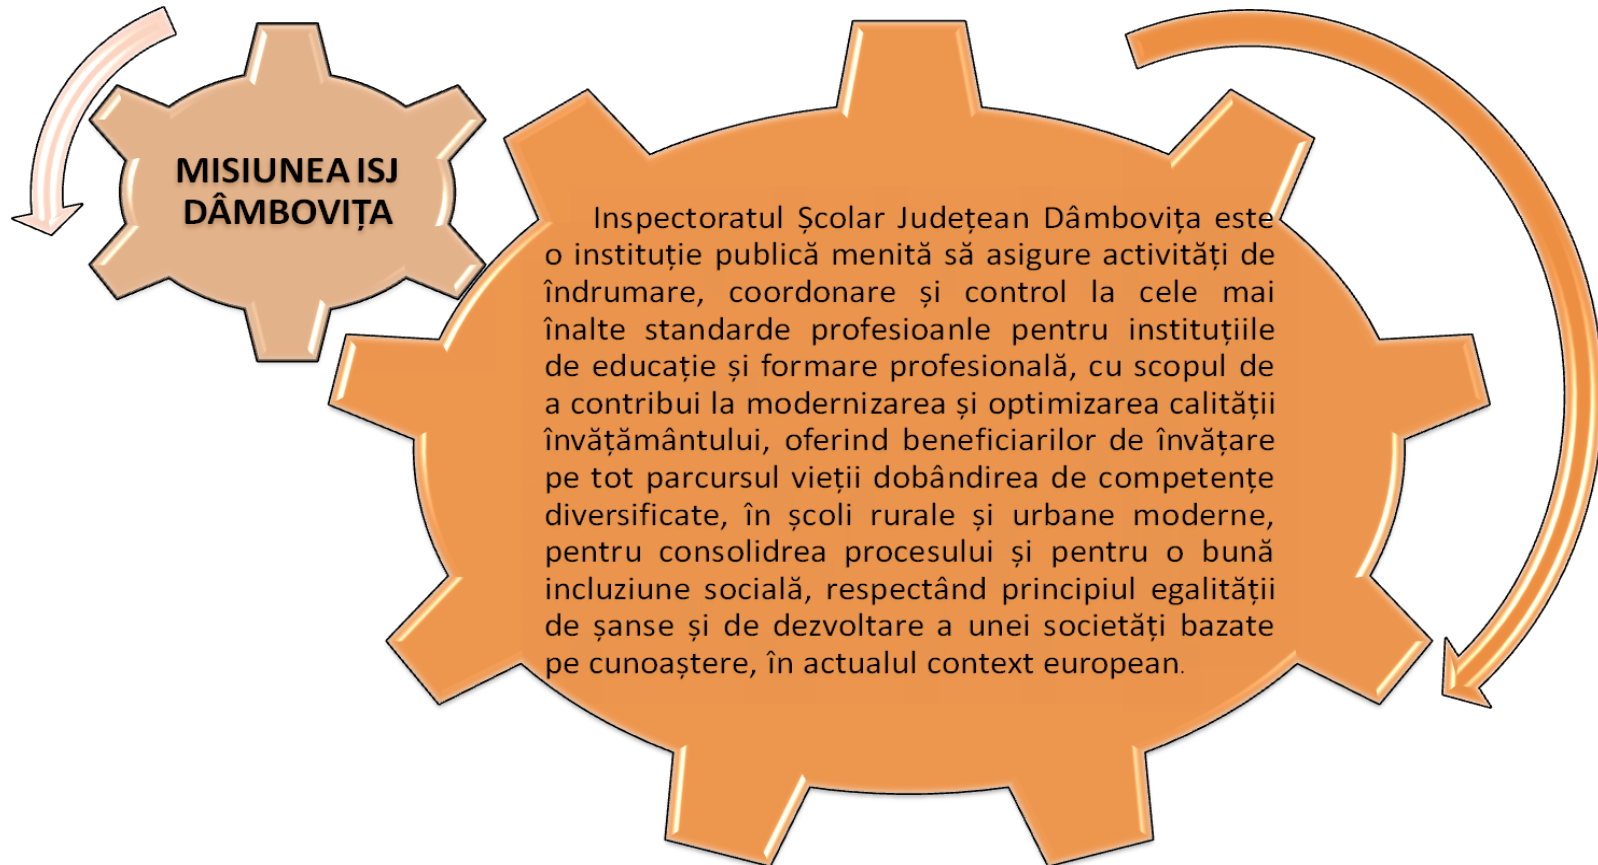 MISIUNEA ISJ
DÂMBOVIȚA
Inspectoratul Școlar Județean Dâmbovița este
o instituție publică menită să asigure activități de
îndrumare, coordonare și control la cele mai
înalte standarde profesioanle pentru instituțiile
de educație și formare profesională, cu scopul de
a contribui la modernizarea și optimizarea calității
învățământului, oferind beneficiarilor de învățare
pe tot parcursul vieții dobândirea de competențe
diversificate, în școli rurale și urbane moderne,
pentru consolidrea procesului și pentru o bună
incluziune socială, respectând principiul egalității
de șanse și de dezvoltare a unei societăți bazate
pe cunoaștere, în actualul context european.